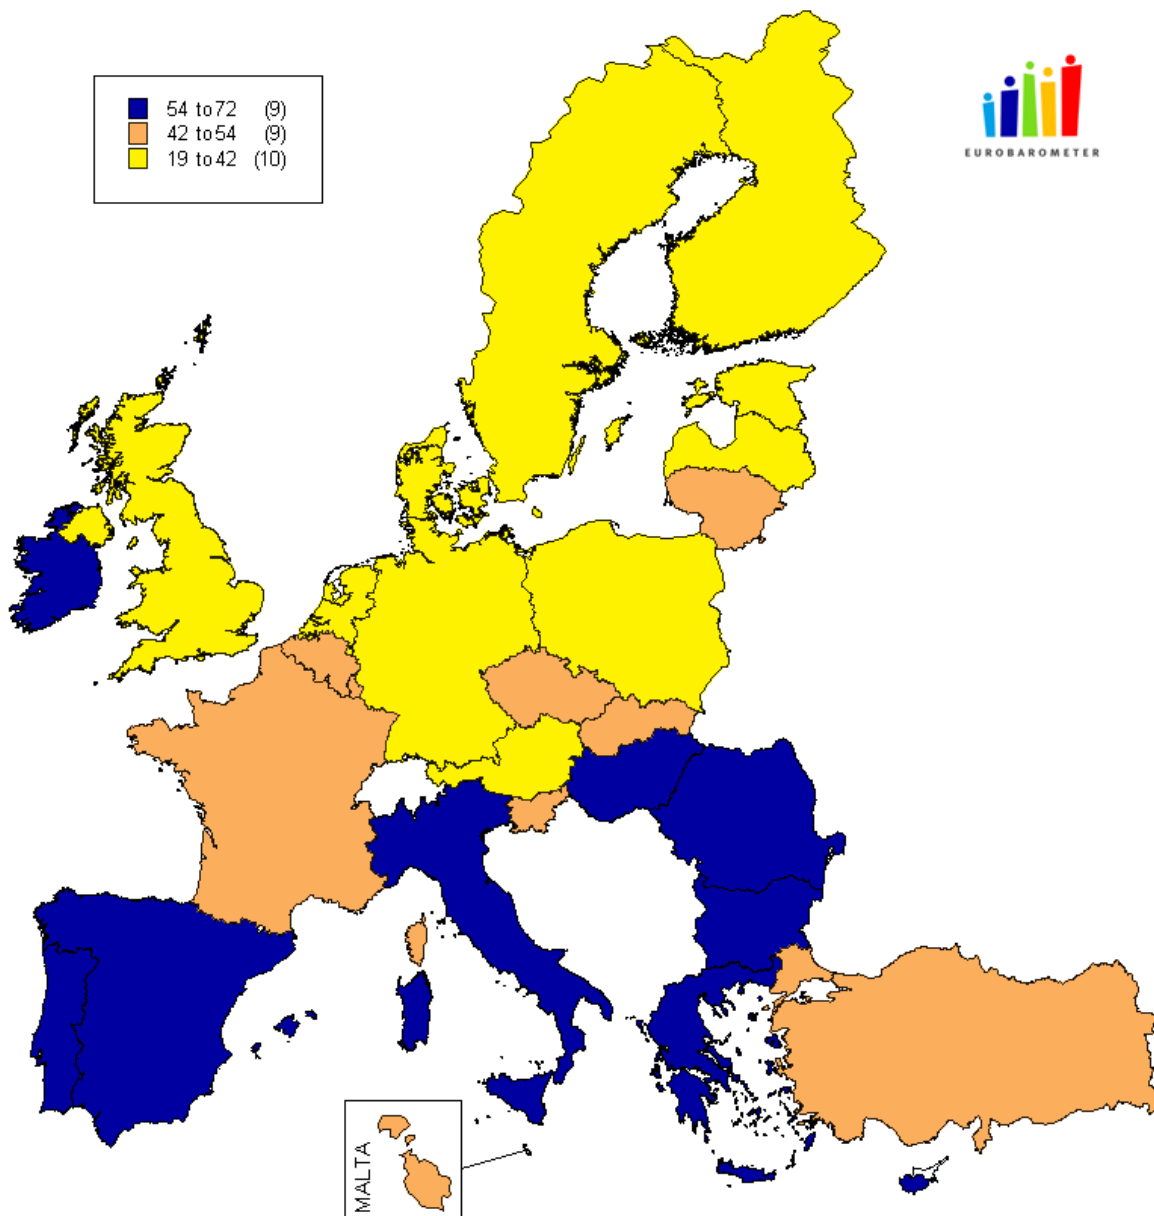 54 to 72 (9)
42 to 54 (9)
19 to 42 (10)
EUROBAROMETER
MALTA